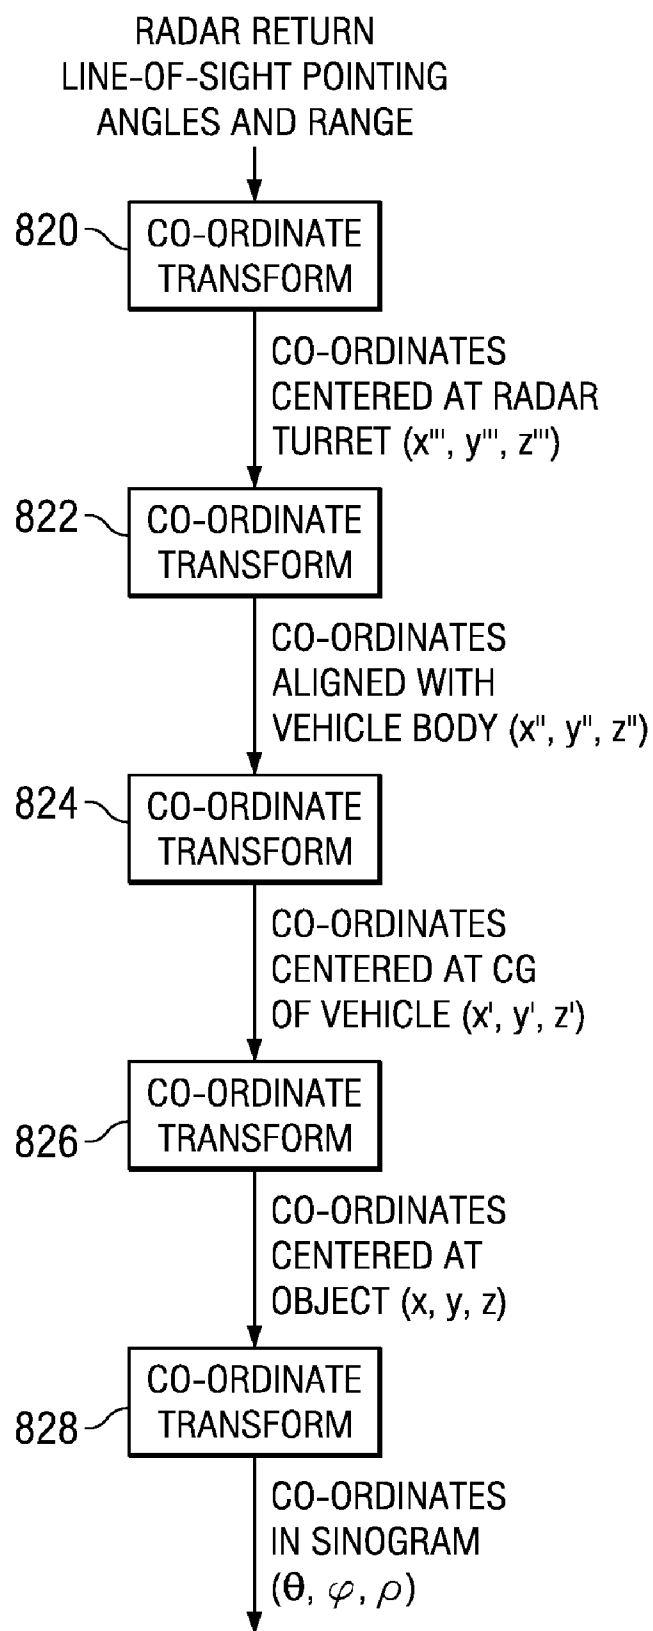 RADAR RETURN
LINE-OF-SIGHT POINTING
ANGLES AND RANGE
820
CO-ORDINATE
TRANSFORM
CO-ORDINATES
CENTERED AT RADAR
TURRET (x''', y''', z''')
822
CO-ORDINATE
TRANSFORM
CO-ORDINATES
ALIGNED WITH
VEHICLE BODY (x'', y'', z'')
824
CO-ORDINATE
TRANSFORM
CO-ORDINATES
CENTERED AT CG
OF VEHICLE (x', y', z')
826
CO-ORDINATE
TRANSFORM
CO-ORDINATES
CENTERED AT
OBJECT (x, y, z)
828
CO-ORDINATE
TRANSFORM
CO-ORDINATES
IN SINOGRAM
(θ, φ, ρ)